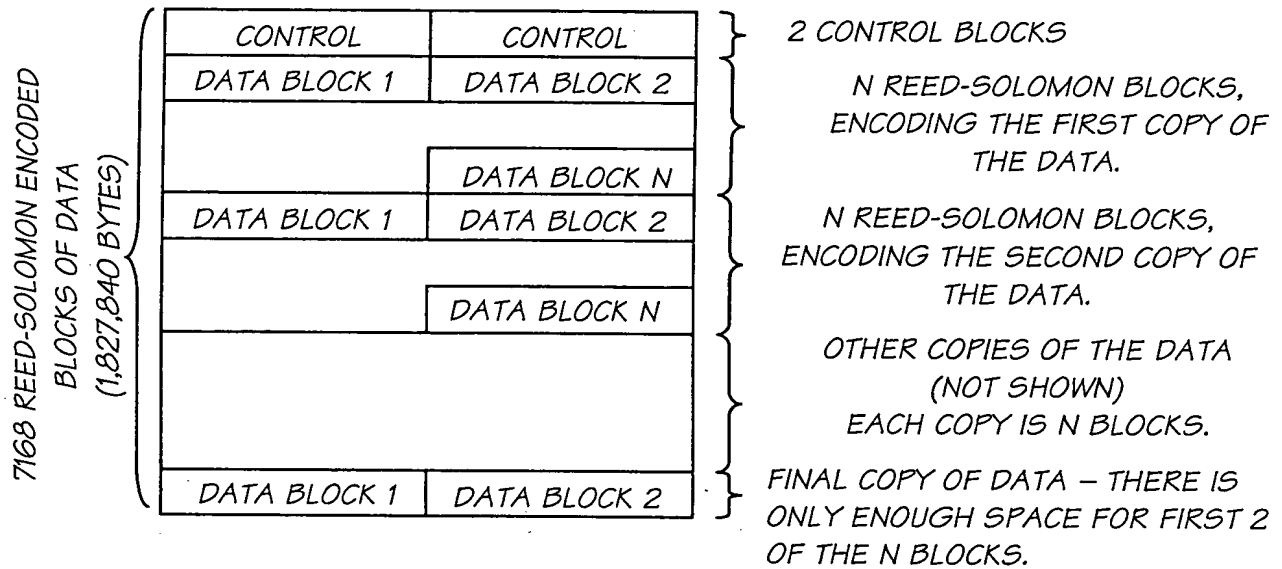 7168 REED-SOLOMON ENCODED
BLOCKS OF DATA
(1,827,840 BYTES)
CONTROL CONTROL
2 CONTROL BLOCKS
DATA BLOCK 1 DATA BLOCK 2
DATA BLOCK N
N REED-SOLOMON BLOCKS,
ENCODING THE FIRST COPY OF
THE DATA.
DATA BLOCK 1 DATA BLOCK 2
DATA BLOCK N
N REED-SOLOMON BLOCKS,
ENCODING THE SECOND COPY OF
THE DATA.
OTHER COPIES OF THE DATA
(NOT SHOWN)
EACH COPY IS N BLOCKS.
DATA BLOCK 1 DATA BLOCK 2
FINAL COPY OF DATA – THERE IS
ONLY ENOUGH SPACE FOR FIRST 2
OF THE N BLOCKS.